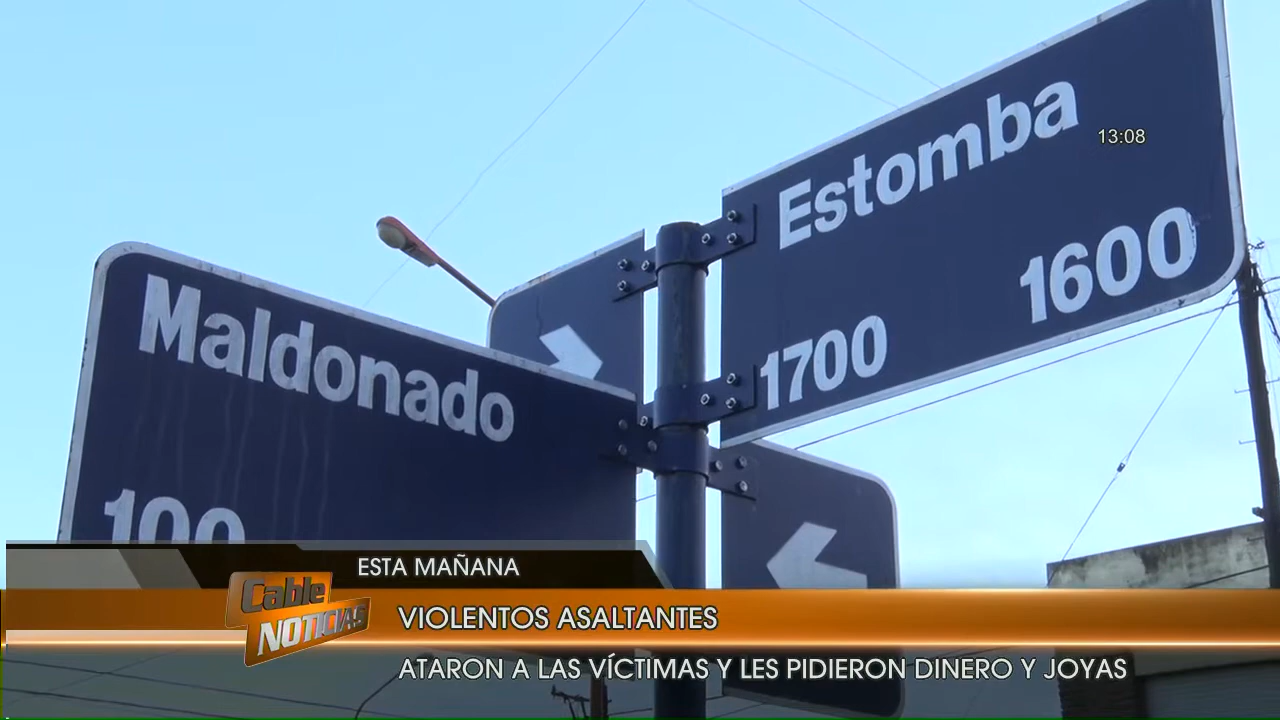 Estomba
13:08
1700 1600
Maldonado
100
ESTA MAÑANA
Cable
NOTICIAS
VIOLENTOS ASALTANTES
ATARON A LAS VÍCTIMAS Y LES PIDIERON DINERO Y JOYAS